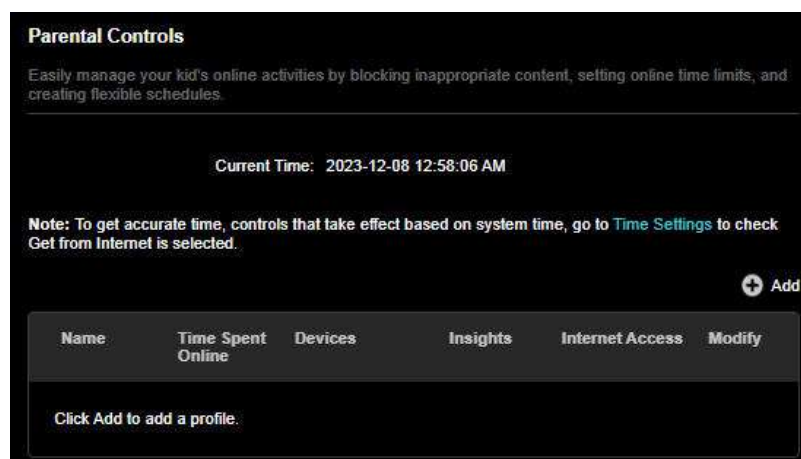 Parental Controls
Easily manage your kid's online activities by blocking inappropriate content, setting online time limits, and
creating flexible schedules.
Current Time: 2023-12-08 12:58:06 AM
Note: To get accurate time, controls that take effect based on system time, go to Time Settings to check
Get from Internet is selected.
Add
Name Time Spent Online Devices Insights Internet Access Modify
Click Add to add a profile.